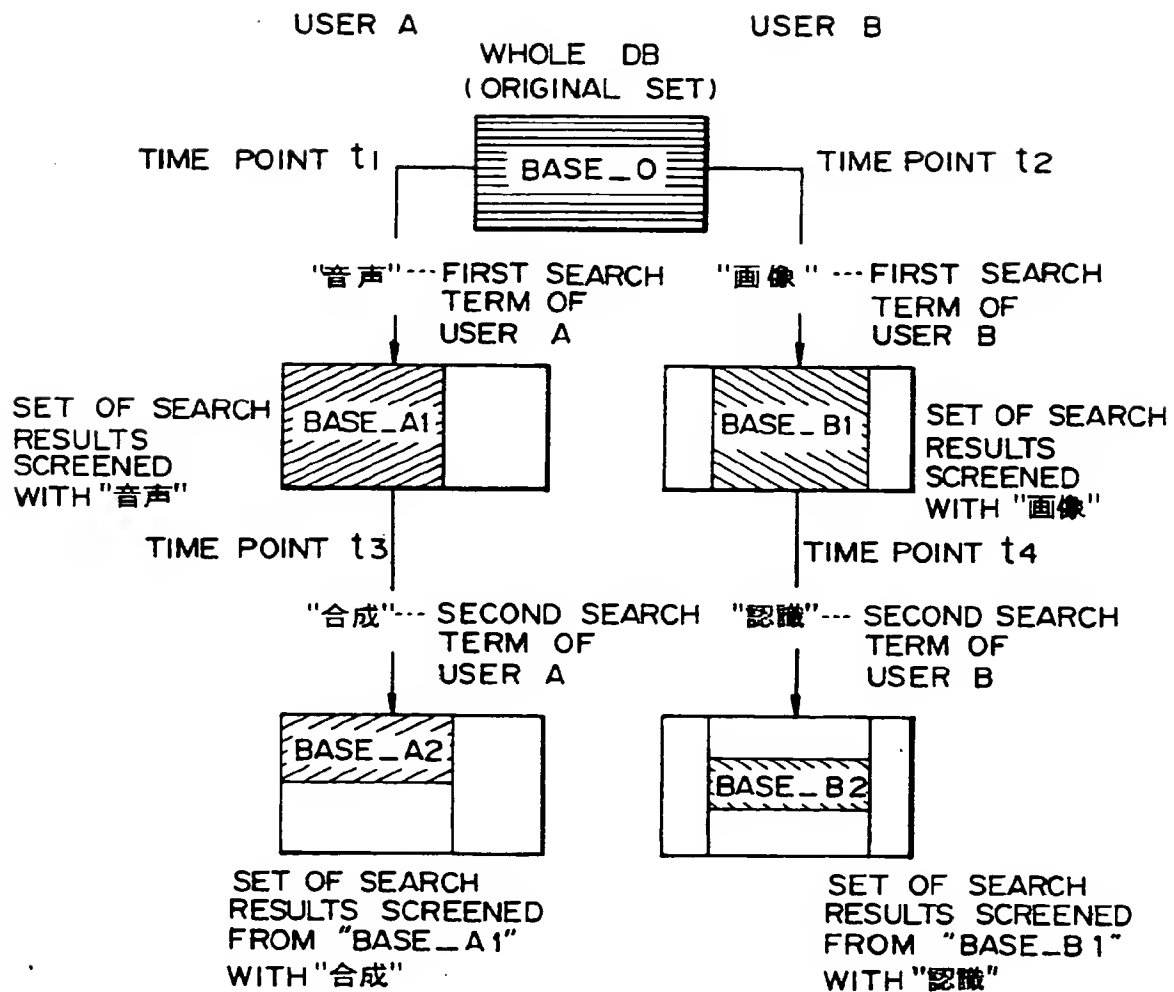 USER A
USER B
WHOLE DB
(ORIGINAL SET)
BASE_0
TIME POINT t1
TIME POINT t2
"音声"---FIRST SEARCH
TERM OF
USER A
"画像"---FIRST SEARCH
TERM OF
USER B
BASE_A1
SET OF SEARCH
RESULTS
SCREENED
WITH "音声"
BASE_B1
SET OF SEARCH
RESULTS
SCREENED
WITH "画像"
TIME POINT t3
TIME POINT t4
"合成"---SECOND SEARCH
TERM OF
USER A
"認識"---SECOND SEARCH
TERM OF
USER B
BASE_A2
BASE_B2
SET OF SEARCH
RESULTS SCREENED
FROM "BASE_A1"
WITH "合成"
SET OF SEARCH
RESULTS SCREENED
FROM "BASE_B1"
WITH "認識"